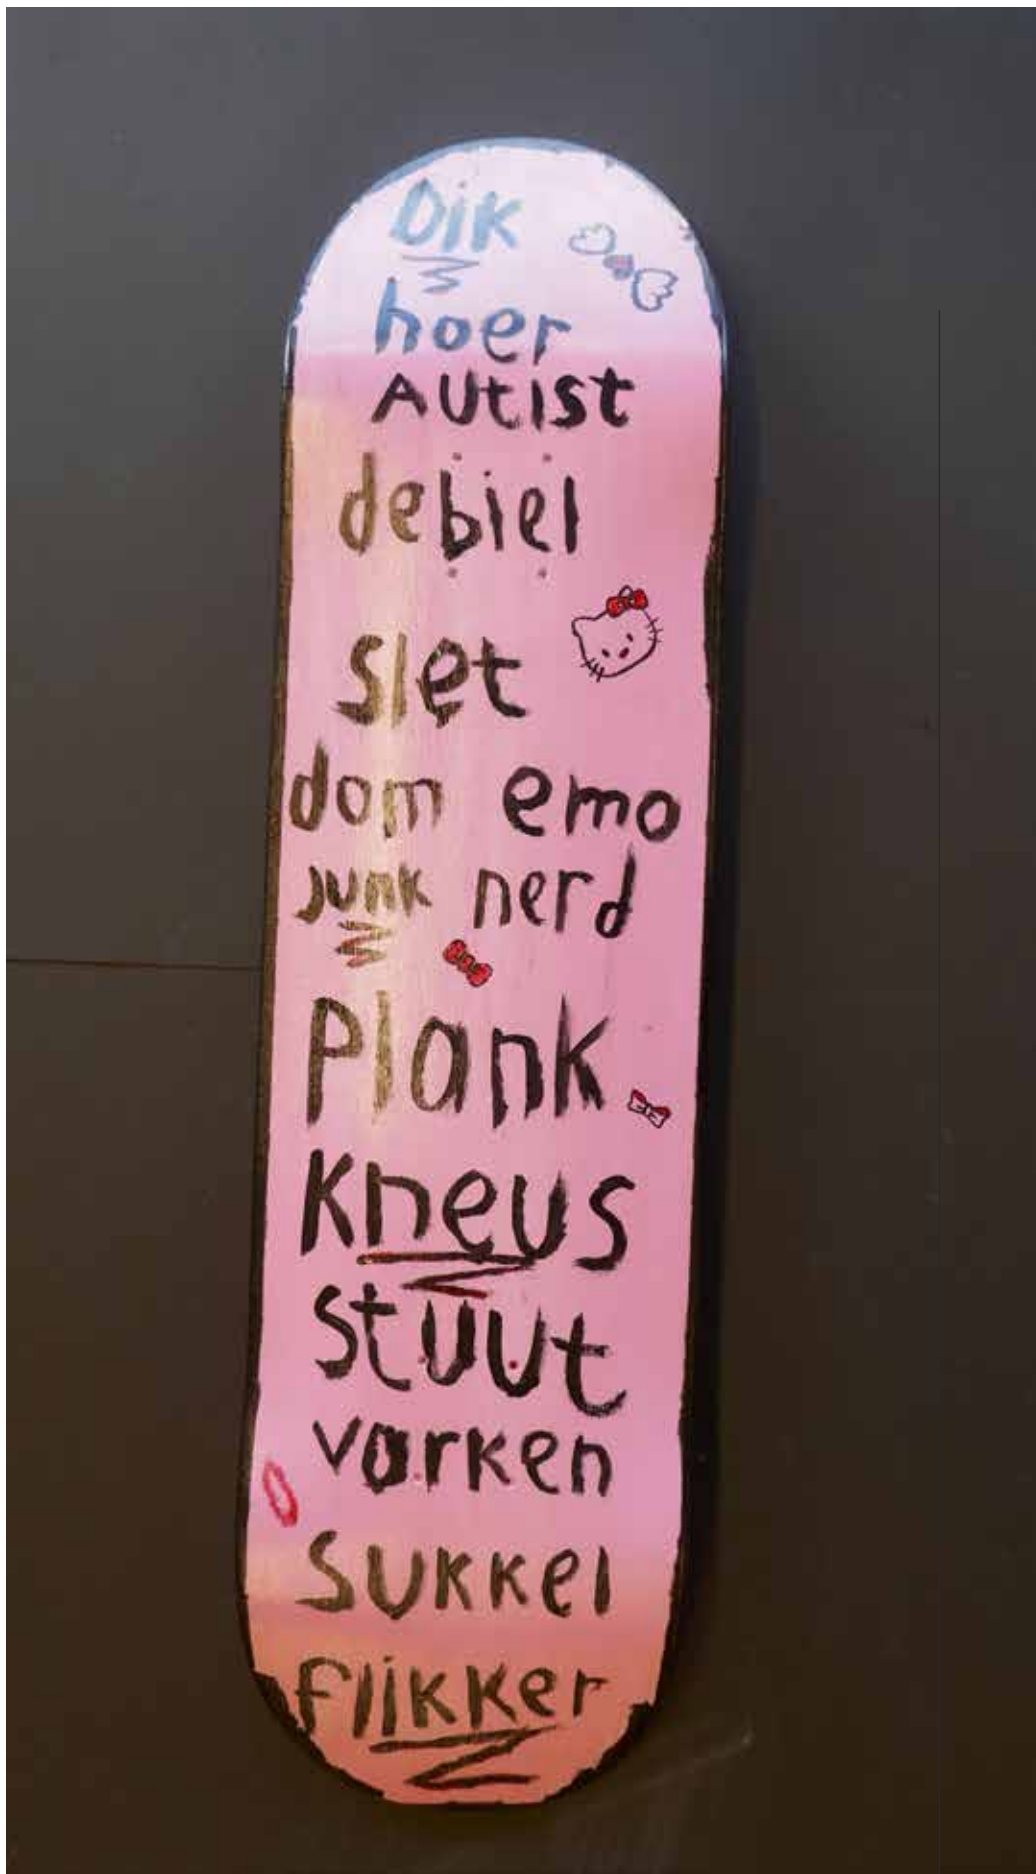 Dik
hoer
AUtist
debiel
slet
dom emo
junk nerd
Plank
kneus
stuut
varken
sukkel
flikker